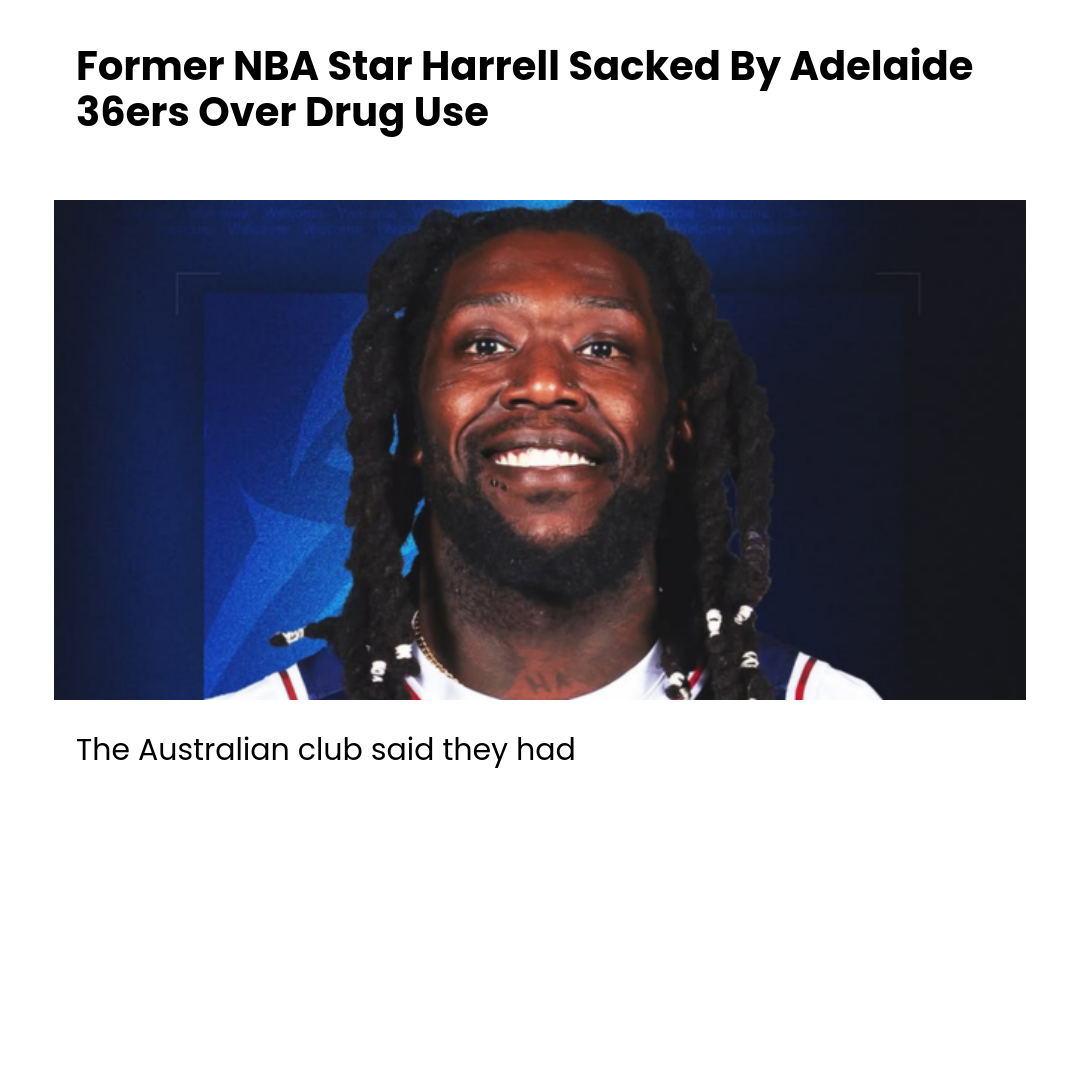 Former NBA Star Harrell Sacked By Adelaide
36ers Over Drug Use
The Australian club said they had